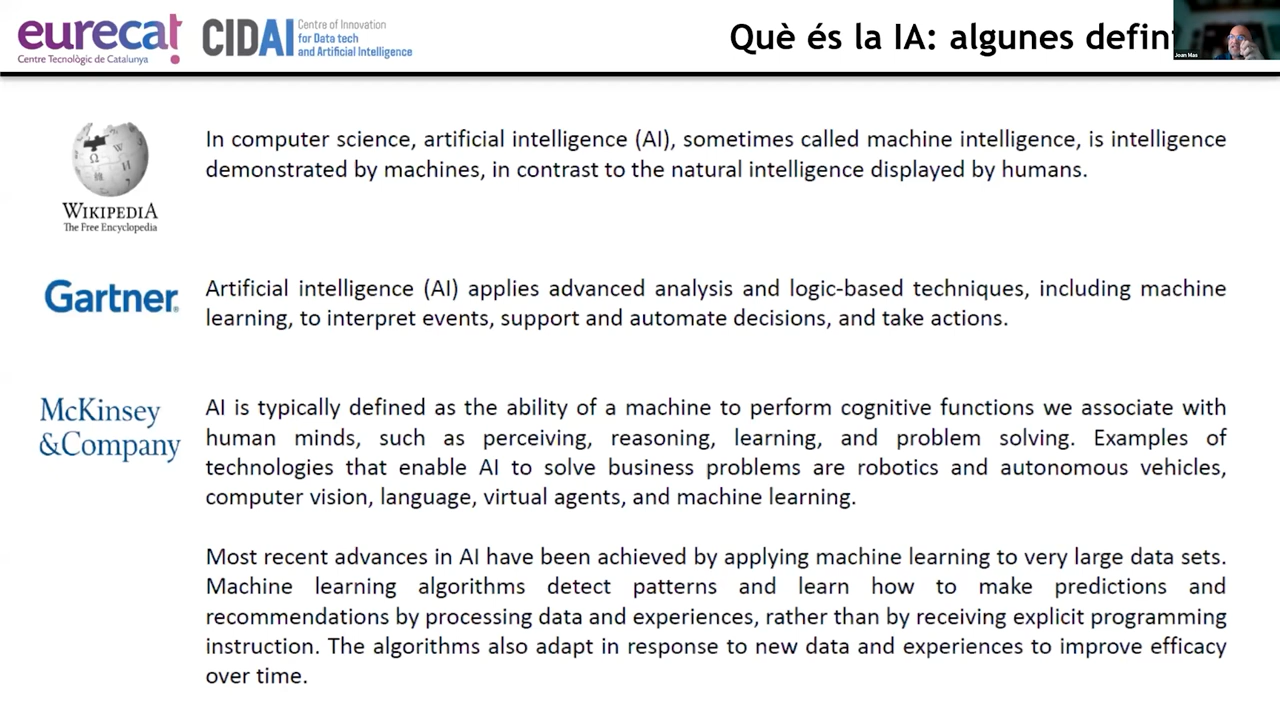 eurecat
Centre Tecnològic de Catalunya
CIDAI
Centre of Innovation
for Data tech
and Artificial Intelligence
Què és la IA: algunes defin
Joan Mas
WIKIPEDIA
The Free Encyclopedia
In computer science, artificial intelligence (AI), sometimes called machine intelligence, is intelligence
demonstrated by machines, in contrast to the natural intelligence displayed by humans.
Gartner®
Artificial intelligence (AI) applies advanced analysis and logic-based techniques, including machine
learning, to interpret events, support and automate decisions, and take actions.
McKinsey
&Company
AI is typically defined as the ability of a machine to perform cognitive functions we associate with
human minds, such as perceiving, reasoning, learning, and problem solving. Examples of
technologies that enable AI to solve business problems are robotics and autonomous vehicles,
computer vision, language, virtual agents, and machine learning.
Most recent advances in AI have been achieved by applying machine learning to very large data sets.
Machine learning algorithms detect patterns and learn how to make predictions and
recommendations by processing data and experiences, rather than by receiving explicit programming
instruction. The algorithms also adapt in response to new data and experiences to improve efficacy
over time.